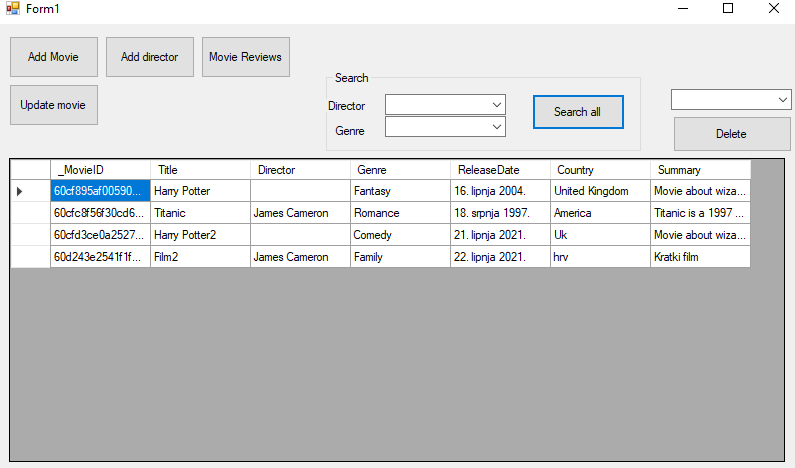 Form1
Add Movie Add director Movie Reviews
Update movie
Search
Director
Genre
Search all
Delete
_MovieID Title Director Genre ReleaseDate Country Summary
60cf895af00590... Harry Potter Fantasy 16. lipnja 2004. United Kingdom Movie about wiza...
60cfc8f56f30cd6... Titanic James Cameron Romance 18. srpnja 1997. America Titanic is a 1997 ...
60cfd3ce0a2527... Harry Potter2 Comedy 21. lipnja 2021. Uk Movie about wiza...
60d243e2541f1f... Film2 James Cameron Family 22. lipnja 2021. hrv Kratki film